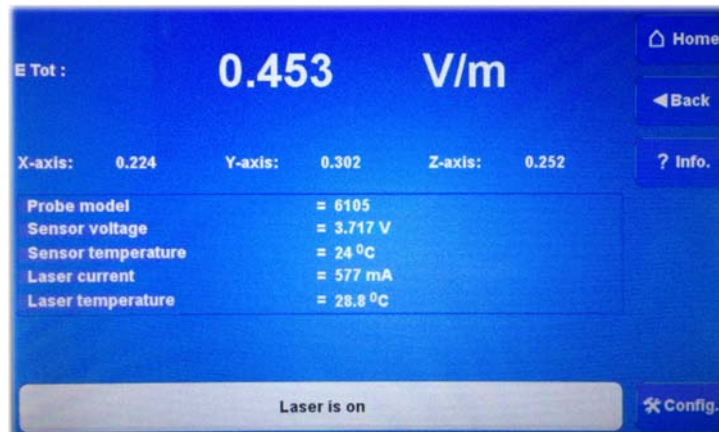 Home
E Tot : 0.453 V/m
Back
X-axis: 0.224 Y-axis: 0.302 Z-axis: 0.252
? Info.
Probe model = 6105
Sensor voltage = 3.717 V
Sensor temperature = 24 ⁰C
Laser current = 577 mA
Laser temperature = 28.8 ⁰C
Laser is on
Config.